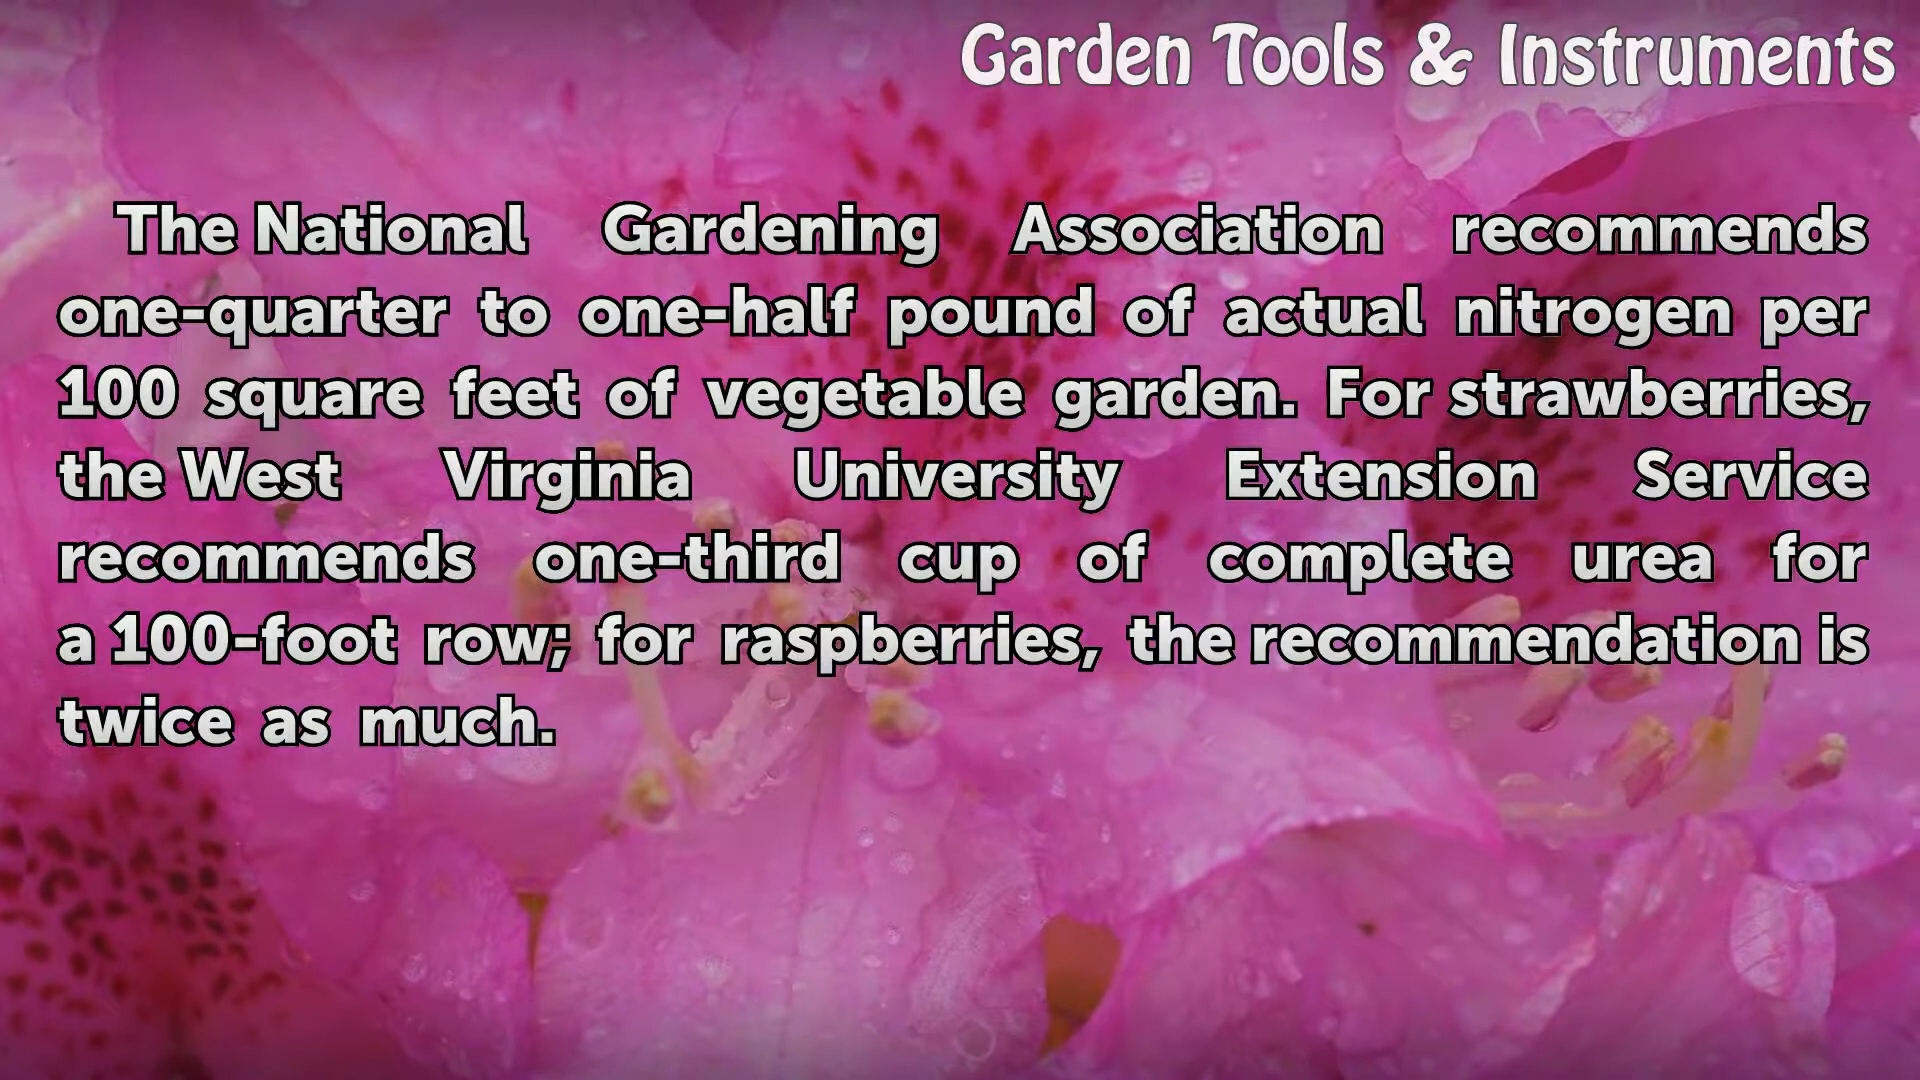 Garden Tools & Instruments
The National Gardening Association recommends
one-quarter to one-half pound of actual nitrogen per
100 square feet of vegetable garden. For strawberries,
the West Virginia University Extension Service
recommends one-third cup of complete urea for
a 100-foot row; for raspberries, the recommendation is
twice as much.